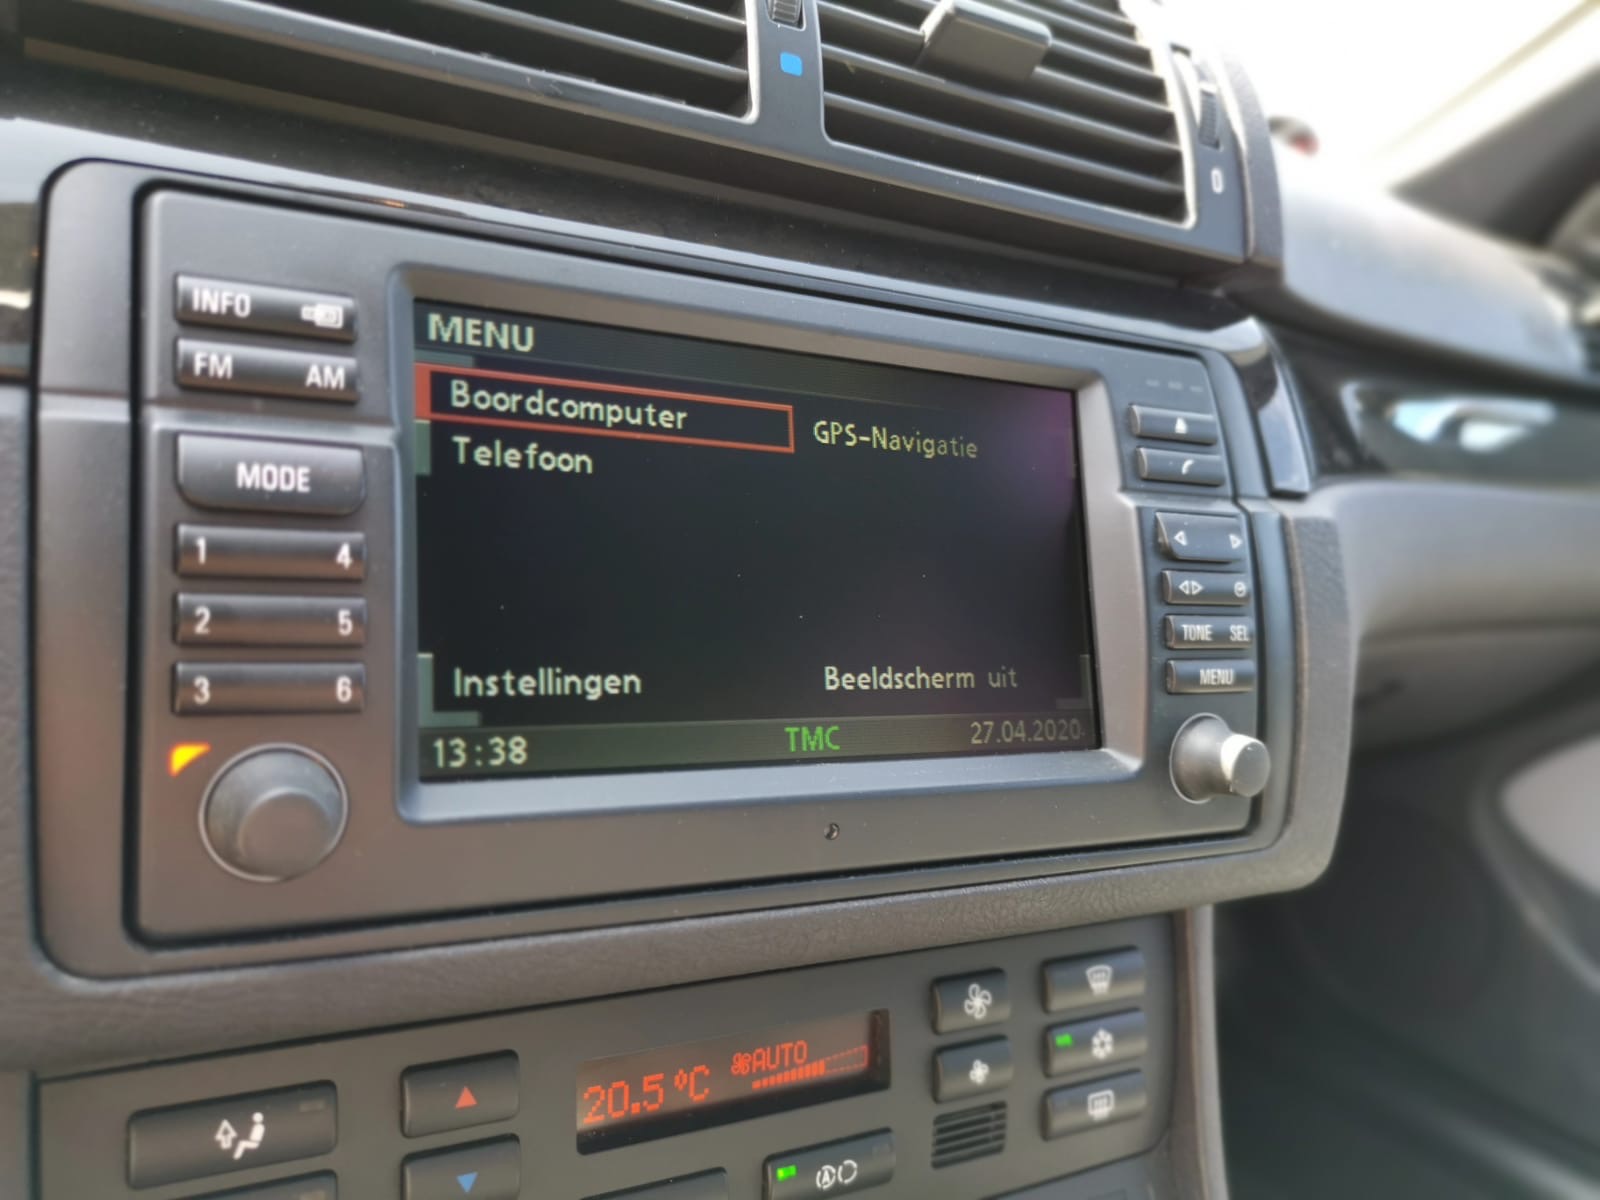 0
INFO
FM AM
MODE
1 4
2 5
3 6
MENU
Boordcomputer
GPS-Navigatie
Telefoon
Instellingen
Beeldscherm uit
13:38
TMC
27.04.2020
TONE SEL
MENU
20.5 °C
AUTO
A